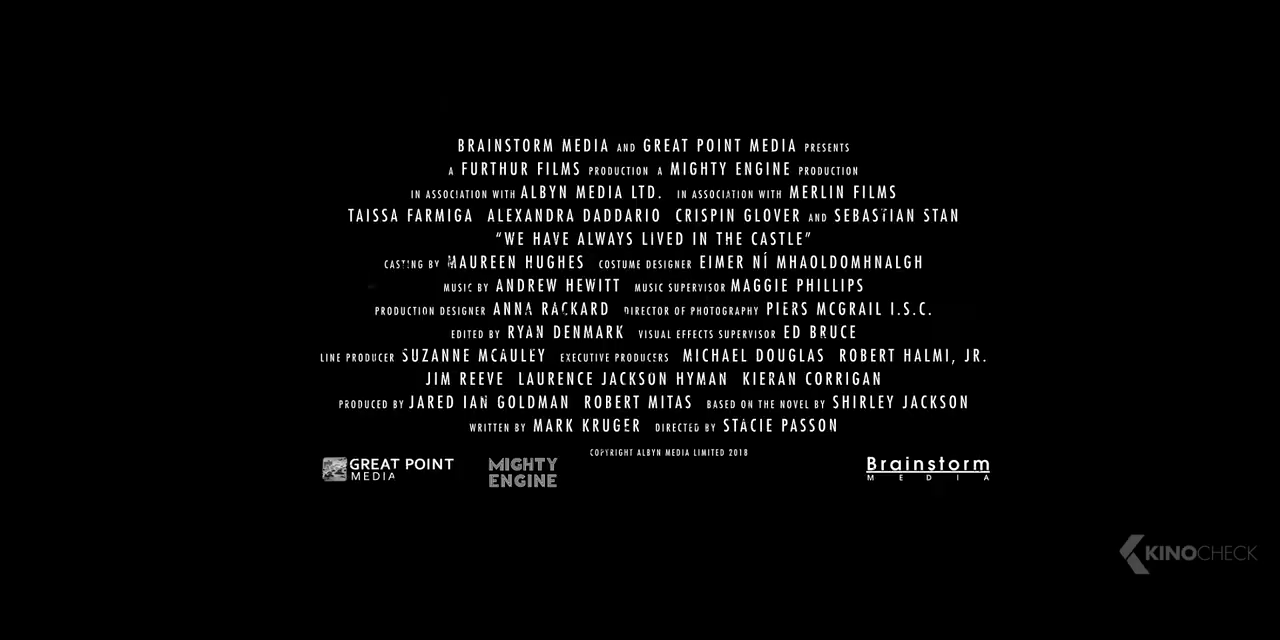 BRAINSTORM MEDIA AND GREAT POINT MEDIA PRESENTS
A FURTHUR FILMS PRODUCTION A MIGHTY ENGINE PRODUCTION
IN ASSOCIATION WITH ALBYN MEDIA LTD. IN ASSOCIATION WITH MERLIN FILMS
TAISSA FARMIGA ALEXANDRA DADDARIO CRISPIN GLOVER AND SEBASTIAN STAN
"WE HAVE ALWAYS LIVED IN THE CASTLE"
CASTING BY MAUREEN HUGHES COSTUME DESIGNER EIMER NÍ MHAOLDOMHNALGH
MUSIC BY ANDREW HEWITT MUSIC SUPERVISOR MAGGIE PHILLIPS
PRODUCTION DESIGNER ANNA RACKARD DIRECTOR OF PHOTOGRAPHY PIERS MCGRAIL I.S.C.
EDITED BY RYAN DENMARK VISUAL EFFECTS SUPERVISOR ED BRUCE
LINE PRODUCER SUZANNE MCAULEY EXECUTIVE PRODUCERS MICHAEL DOUGLAS ROBERT HALMI, JR.
JIM REEVE LAURENCE JACKSON HYMAN KIERAN CORRIGAN
PRODUCED BY JARED IAN GOLDMAN ROBERT MITAS BASED ON THE NOVEL BY SHIRLEY JACKSON
WRITTEN BY MARK KRUGER DIRECTED BY STACIE PASSON
COPYRIGHT ALBYN MEDIA LIMITED 2018
GREAT POINT
MEDIA
MIGHTY
ENGINE
Brainstorm
MEDIA
KINOCHECK